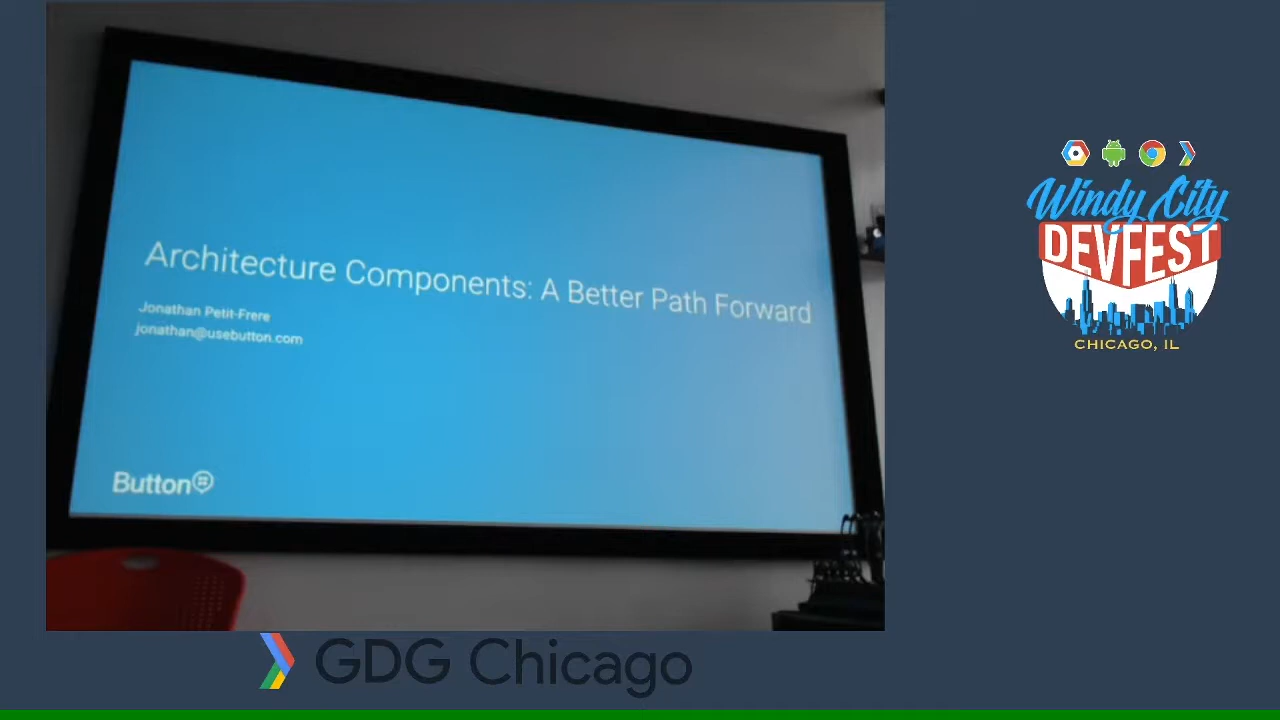 Architecture Components: A Better Path Forward
Jonathan Petit-Frere
jonathan@usebutton.com
Button
Windy City
DEVFEST
CHICAGO, IL
GDG Chicago